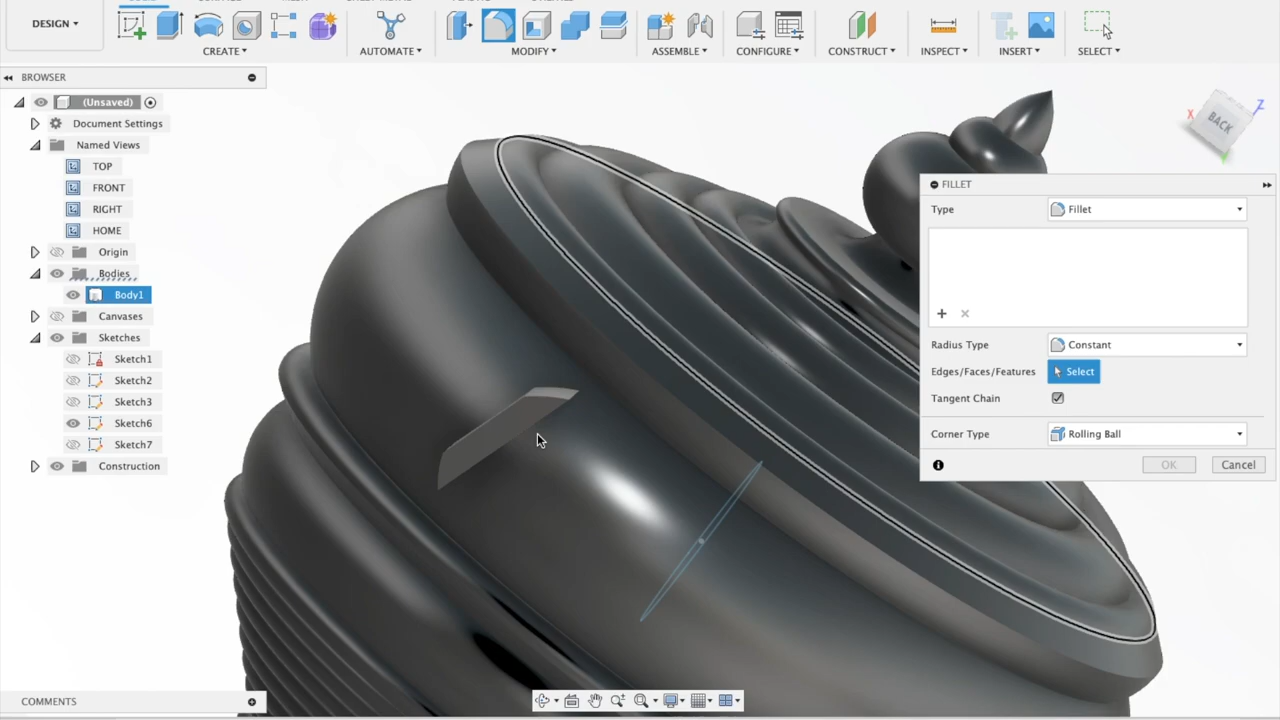 DESIGN
CREATE
AUTOMATE
MODIFY
ASSEMBLE
CONFIGURE
CONSTRUCT
INSPECT
INSERT
SELECT
BROWSER
(Unsaved)
Document Settings
Named Views
TOP
FRONT
RIGHT
HOME
Origin
Bodies
Body1
Canvases
Sketches
Sketch1
Sketch2
Sketch3
Sketch6
Sketch7
Construction
COMMENTS
X
Z
BACK
FILLET
Type Fillet
Radius Type Constant
Edges/Faces/Features Select
Tangent Chain
Corner Type Rolling Ball
OK Cancel